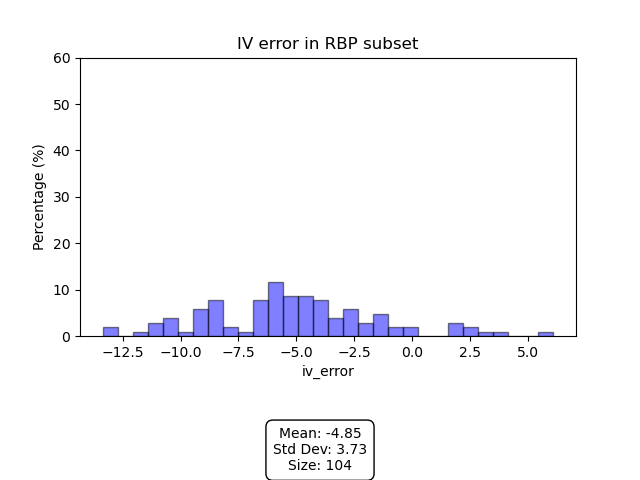 IV error in RBP subset
60
50
40
30
20
10
0
Percentage (%)
−12.5 −10.0 −7.5 −5.0 −2.5 0.0 2.5 5.0
iv_error
Mean: -4.85
Std Dev: 3.73
Size: 104